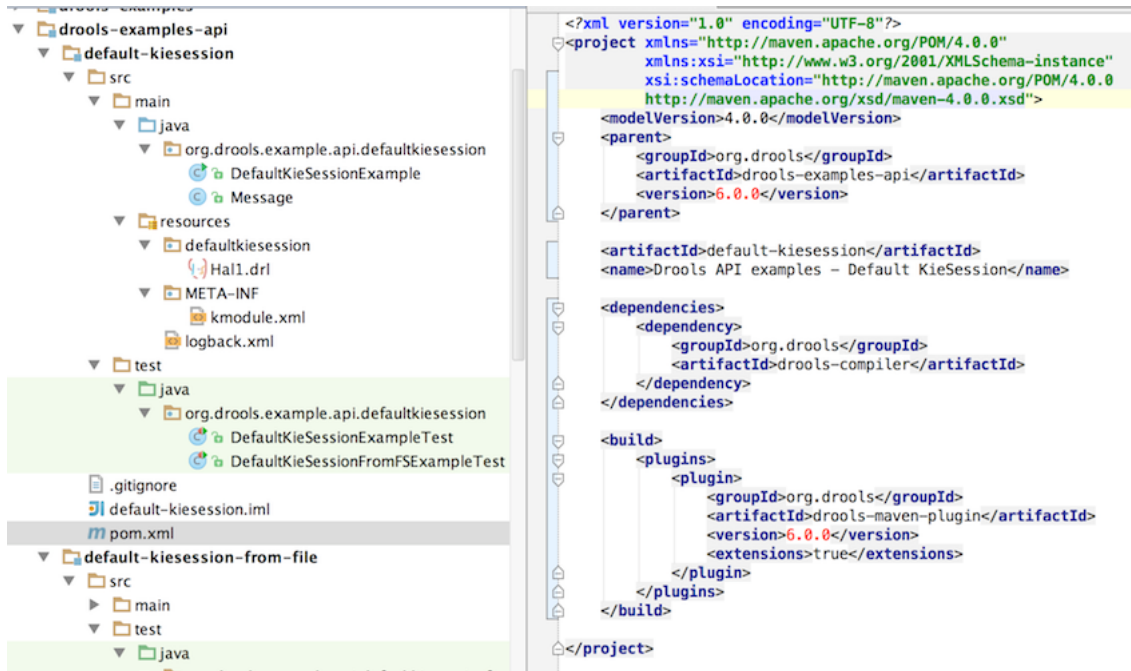 drools-examples
drools-examples-api
default-kiesession
src
main
java
org.drools.example.api.defaultkiesession
DefaultKieSessionExample
Message
resources
defaultkiesession
Hal1.drl
META-INF
kmodule.xml
logback.xml
test
java
org.drools.example.api.defaultkiesession
DefaultKieSessionExampleTest
DefaultKieSessionFromFSExampleTest
.gitignore
default-kiesession.iml
pom.xml
default-kiesession-from-file
src
main
test
java
<?xml version="1.0" encoding="UTF-8"?>
<project xmlns="http://maven.apache.org/POM/4.0.0"
xmlns:xsi="http://www.w3.org/2001/XMLSchema-instance"
xsi:schemaLocation="http://maven.apache.org/POM/4.0.0
http://maven.apache.org/xsd/maven-4.0.0.xsd">
<modelVersion>4.0.0</modelVersion>
<parent>
<groupId>org.drools</groupId>
<artifactId>drools-examples-api</artifactId>
<version>6.0.0</version>
</parent>
<artifactId>default-kiesession</artifactId>
<name>Drools API examples - Default KieSession</name>
<dependencies>
<dependency>
<groupId>org.drools</groupId>
<artifactId>drools-compiler</artifactId>
</dependency>
</dependencies>
<build>
<plugins>
<plugin>
<groupId>org.drools</groupId>
<artifactId>drools-maven-plugin</artifactId>
<version>6.0.0</version>
<extensions>true</extensions>
</plugin>
</plugins>
</build>
</project>